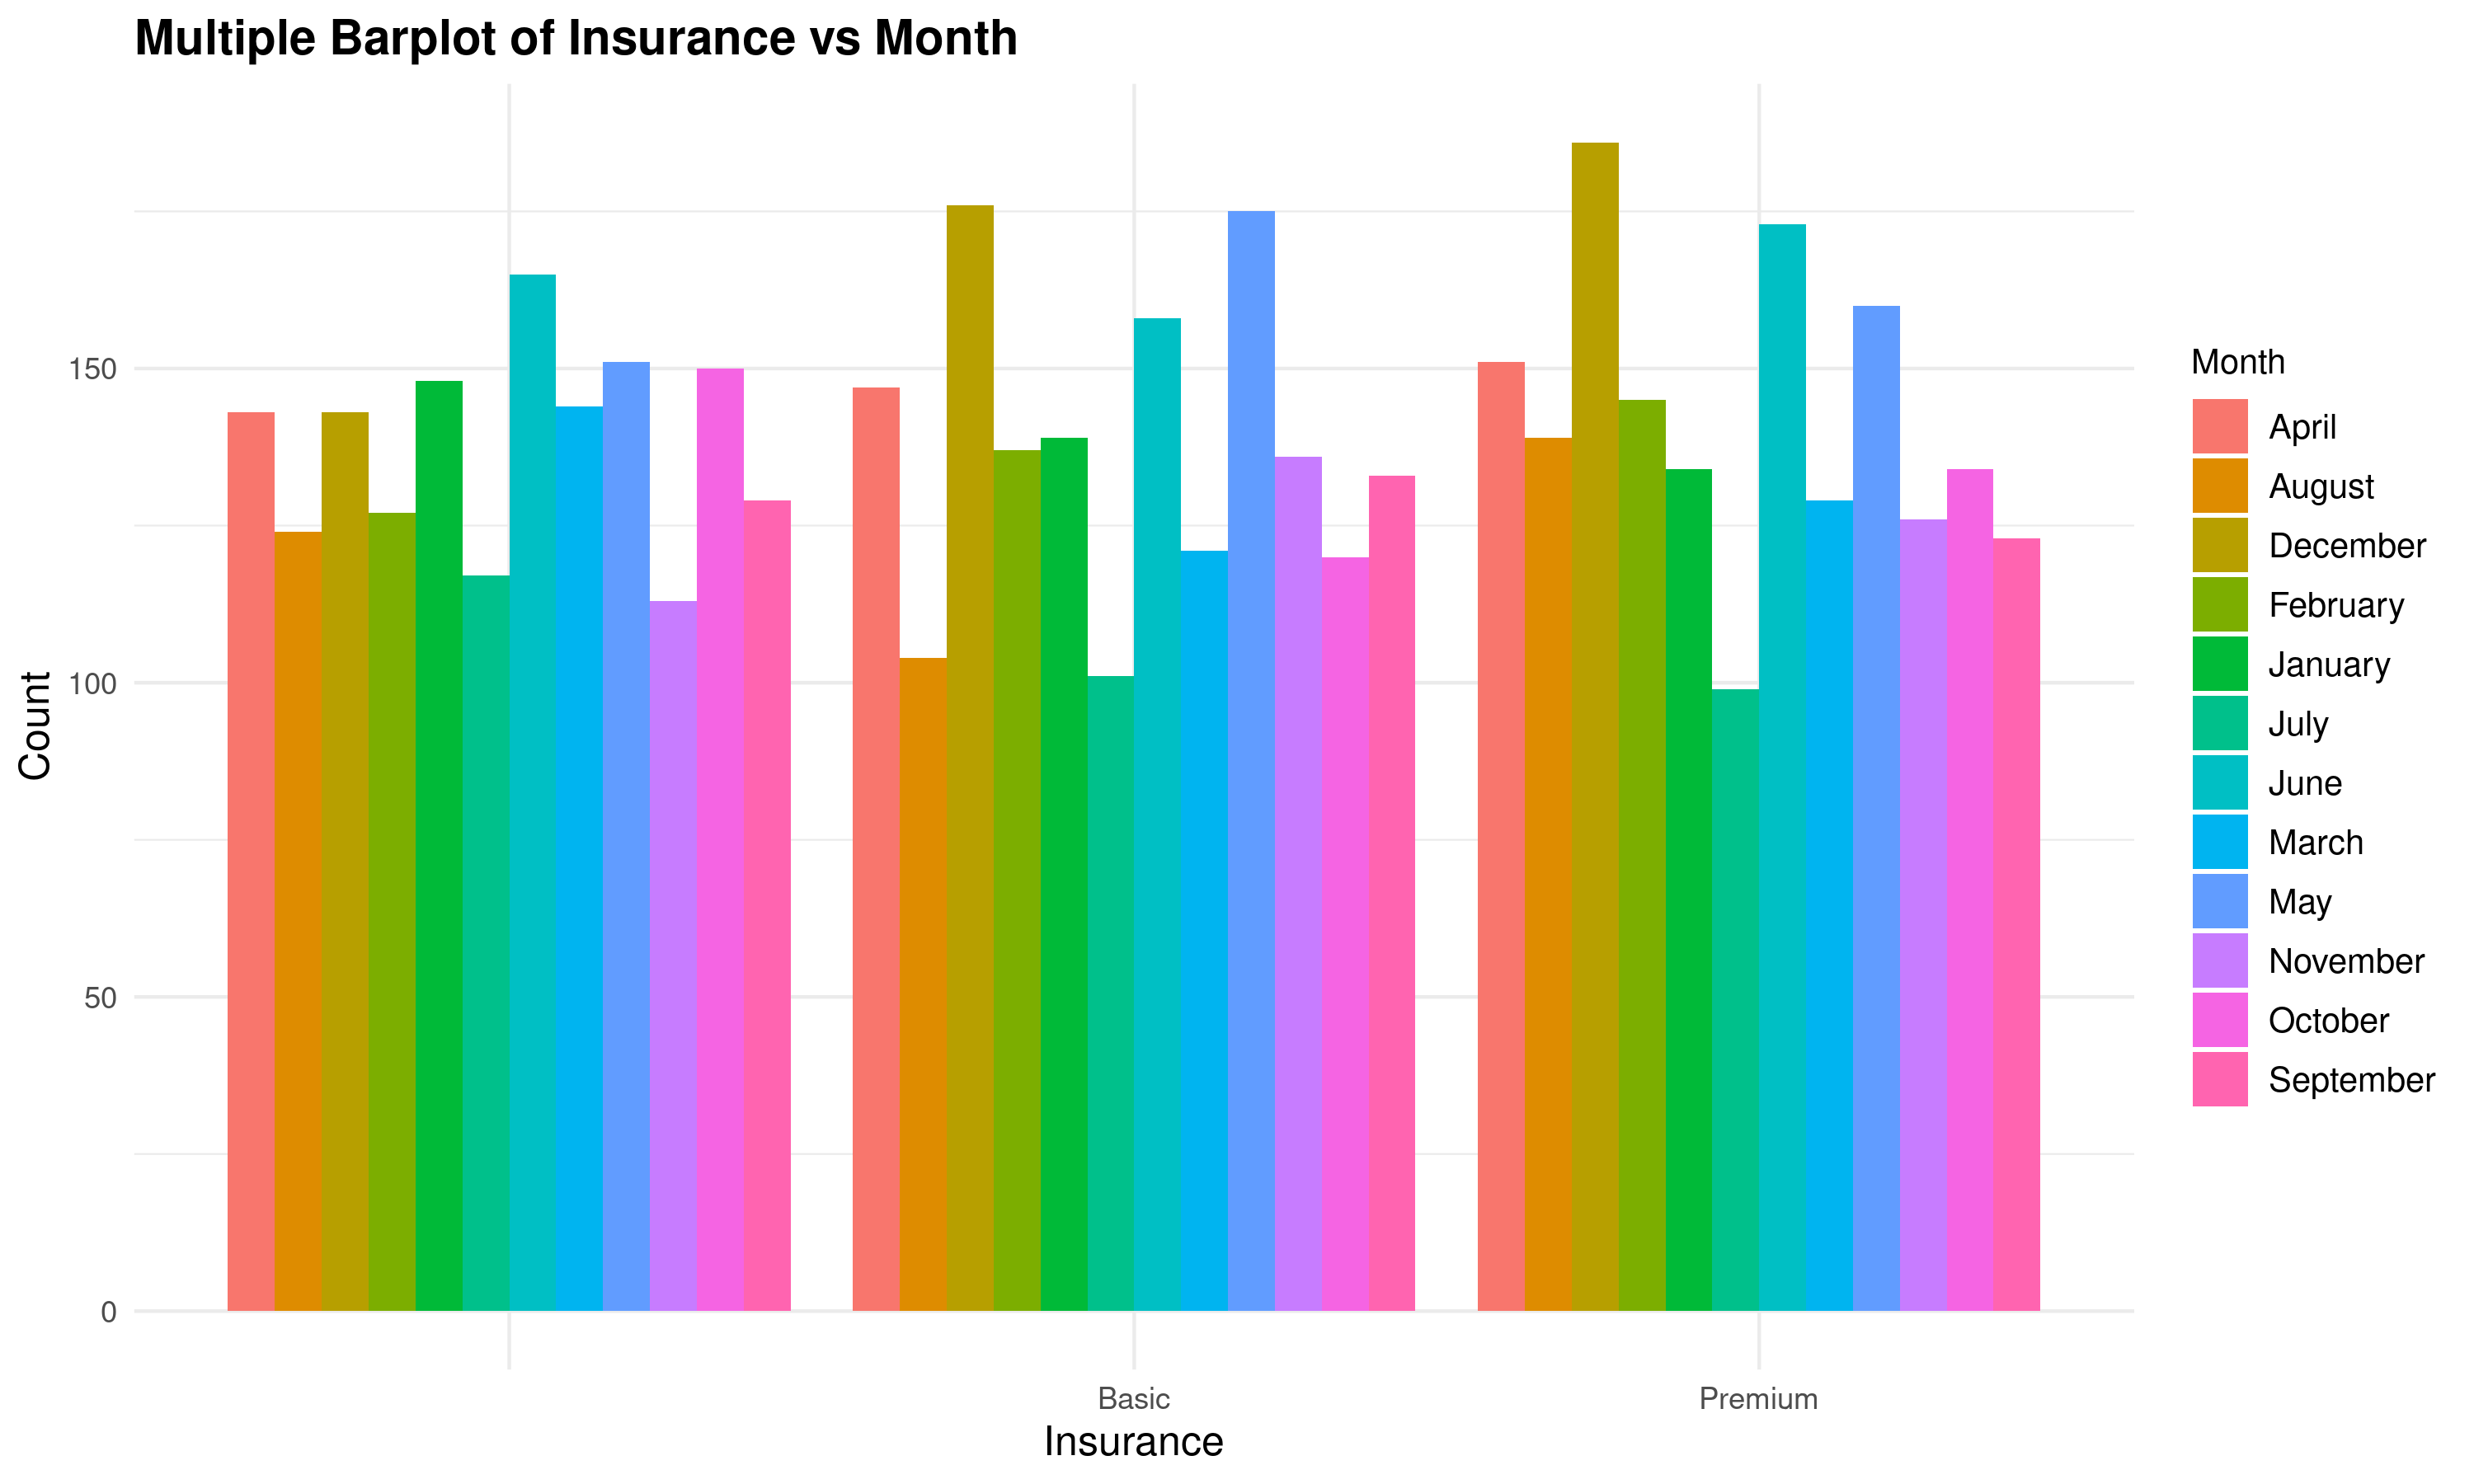 Multiple Barplot of Insurance vs Month
150
100
50
0
Count
Basic
Premium
Insurance
Month
April
August
December
February
January
July
June
March
May
November
October
September